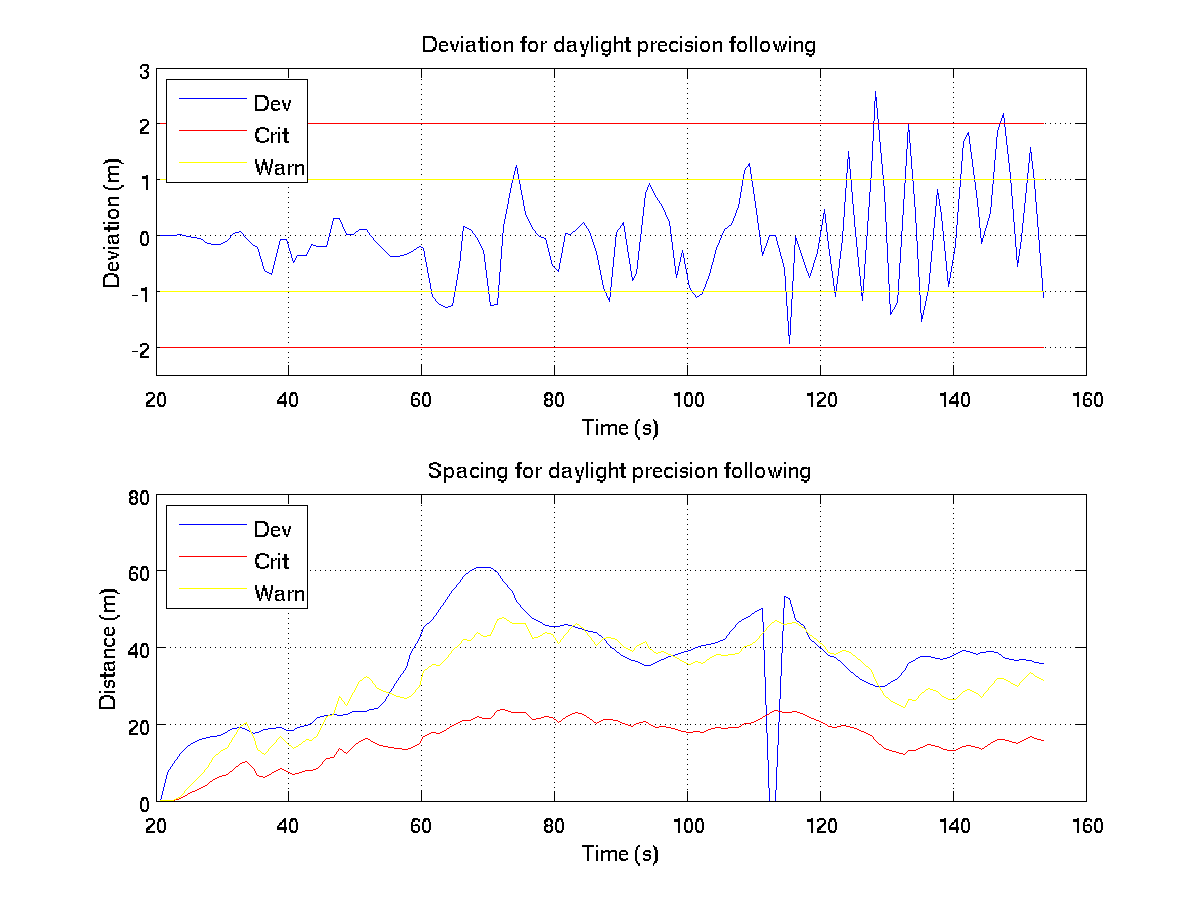 Deviation for daylight precision following
3
2
1
0
-1
-2
Deviation (m)
Dev
Crit
Warn
20 40 60 80 100 120 140 160
Time (s)
Spacing for daylight precision following
80
60
40
20
0
Distance (m)
Dev
Crit
Warn
20 40 60 80 100 120 140 160
Time (s)